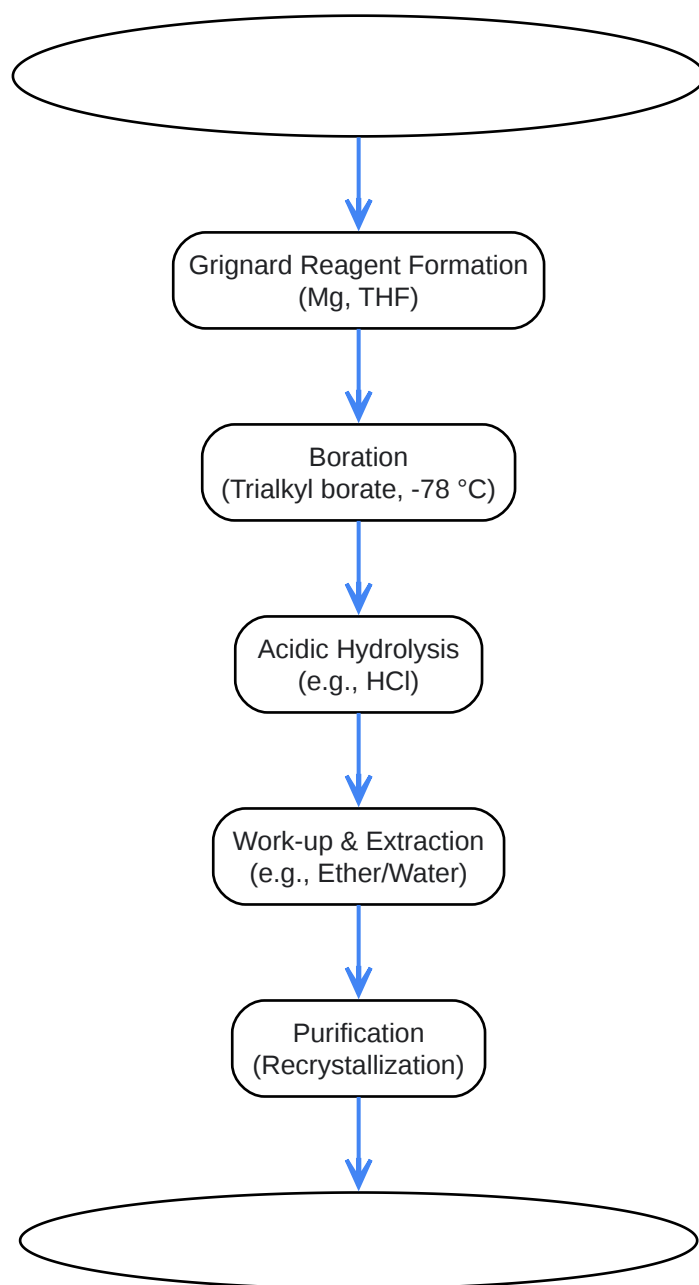 Grignard Reagent Formation
(Mg, THF)
Boration
(Trialkyl borate, -78 °C)
Acidic Hydrolysis
(e.g., HCl)
Work-up & Extraction
(e.g., Ether/Water)
Purification
(Recrystallization)